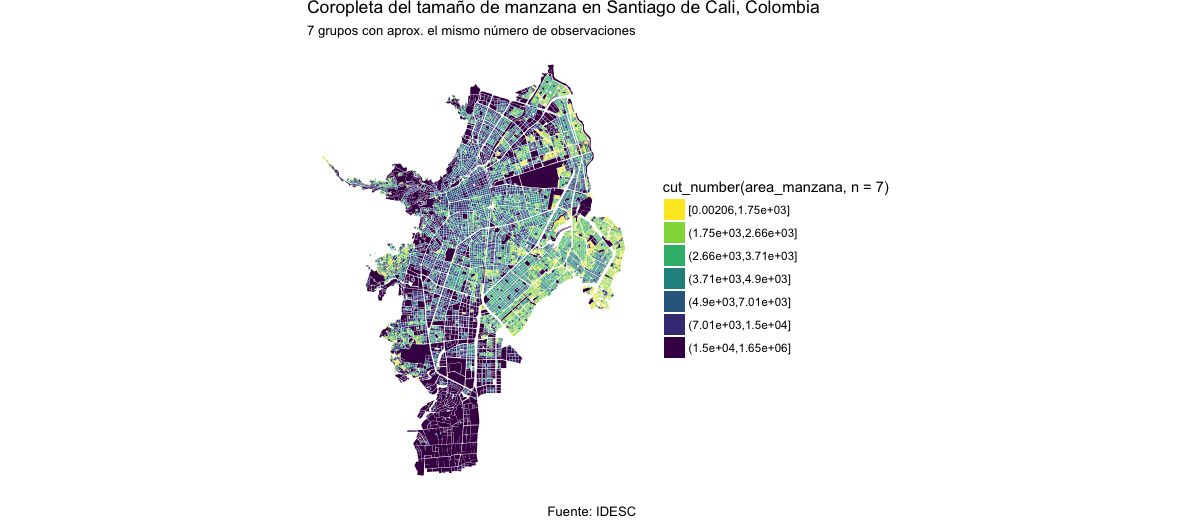 Coropleta del tamaño de manzana en Santiago de Cali, Colombia
7 grupos con aprox. el mismo número de observaciones
cut_number(area_manzana, n = 7)
[0.00206,1.75e+03]
(1.75e+03,2.66e+03]
(2.66e+03,3.71e+03]
(3.71e+03,4.9e+03]
(4.9e+03,7.01e+03]
(7.01e+03,1.5e+04]
(1.5e+04,1.65e+06]
Fuente: IDESC